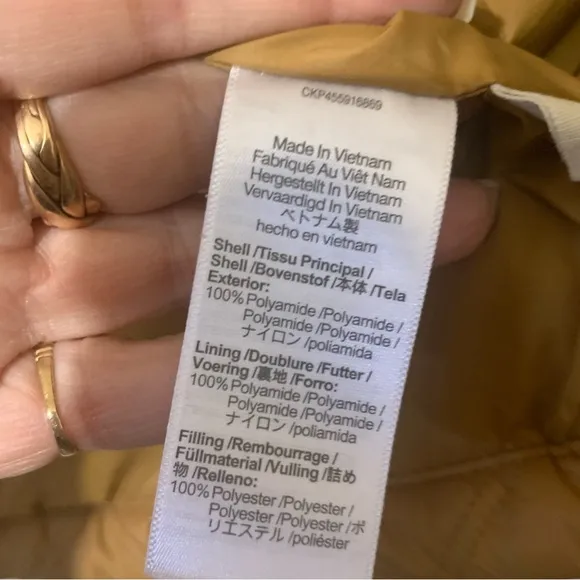 CKP455916869
Made In Vietnam
Fabriqué Au Viêt Nam
Hergestellt In Vietnam
Vervaardigd In Vietnam
ベトナム製
hecho en vietnam
Shell /Tissu Principal /
Shell /Bovenstof /本体 /Tela
Exterior:
100% Polyamide /Polyamide /
Polyamide /Polyamide /
ナイロン /poliamida
Lining /Doublure /Futter /
Voering /裏地 /Forro:
100% Polyamide /Polyamide /
Polyamide /Polyamide /
ナイロン /poliamida
Filling /Rembourrage /
Füllmaterial /Vulling /詰め
物 /Relleno:
100% Polyester /Polyester /
Polyester /Polyester /ポ
リエステル /poliéster